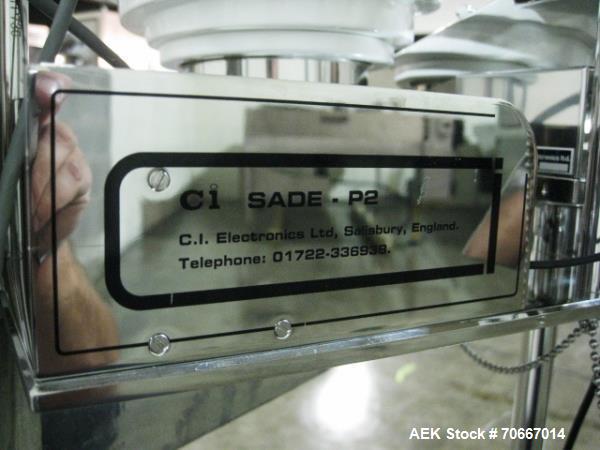 Ci SADE - P2
C.I. Electronics Ltd, Salisbury, England.
Telephone: 01722-336938.
AEK Stock # 70667014